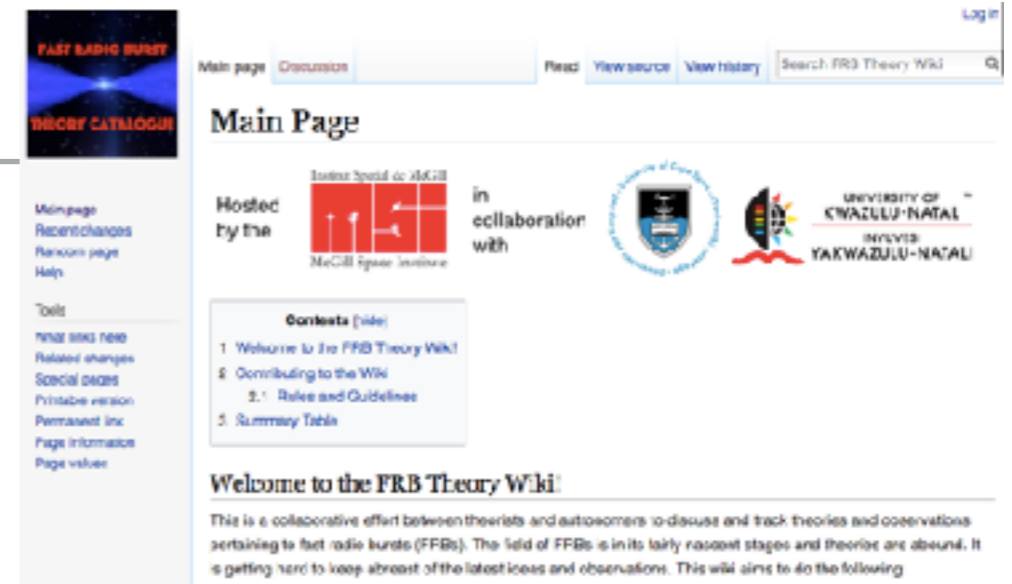 FAST RADIO BURST
THEORY CATALOGUE
Log in
Main page Discussion Read View source View history Search FRB Theory Wiki
Main Page
Hosted by the
Institut Spatial de McGill
MSI
McGill Space Institute
in collaboration with
UNIVERSITY OF
KWAZULU-NATAL
INYUVESI
YAKWAZULU-NATALI
Main page
Recent changes
Random page
Help
Tools
What links here
Related changes
Special pages
Printable version
Permanent link
Page information
Page values
Contents [hide]
1 Welcome to the FRB Theory Wiki!
2 Contributing to the Wiki
2.1 Rules and Guidelines
3 Summary Table
Welcome to the FRB Theory Wiki!
This is a collaborative effort between theorists and astronomers to discuss and track theories and observations
pertaining to fast radio bursts (FRBs). The field of FRBs is in its fairly nascent stages and theories are abound. It
is getting hard to keep abreast of the latest ideas and observations. This wiki aims to do the following